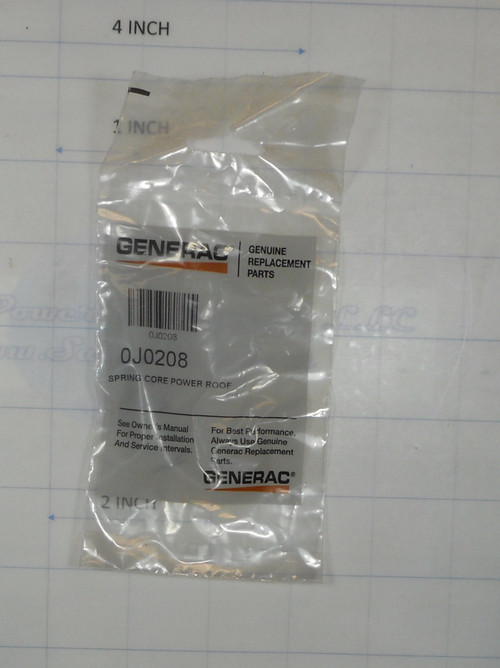 4 INCH
1 INCH
GENERAC
GENUINE
REPLACEMENT
PARTS
0J0208
0J0208
SPRING CORE POWER ROOF
See Owner's Manual
For Proper Installation
And Service Intervals.
For Best Performance,
Always Use Genuine
Generac Replacement
Parts.
GENERAC®
2 INCH